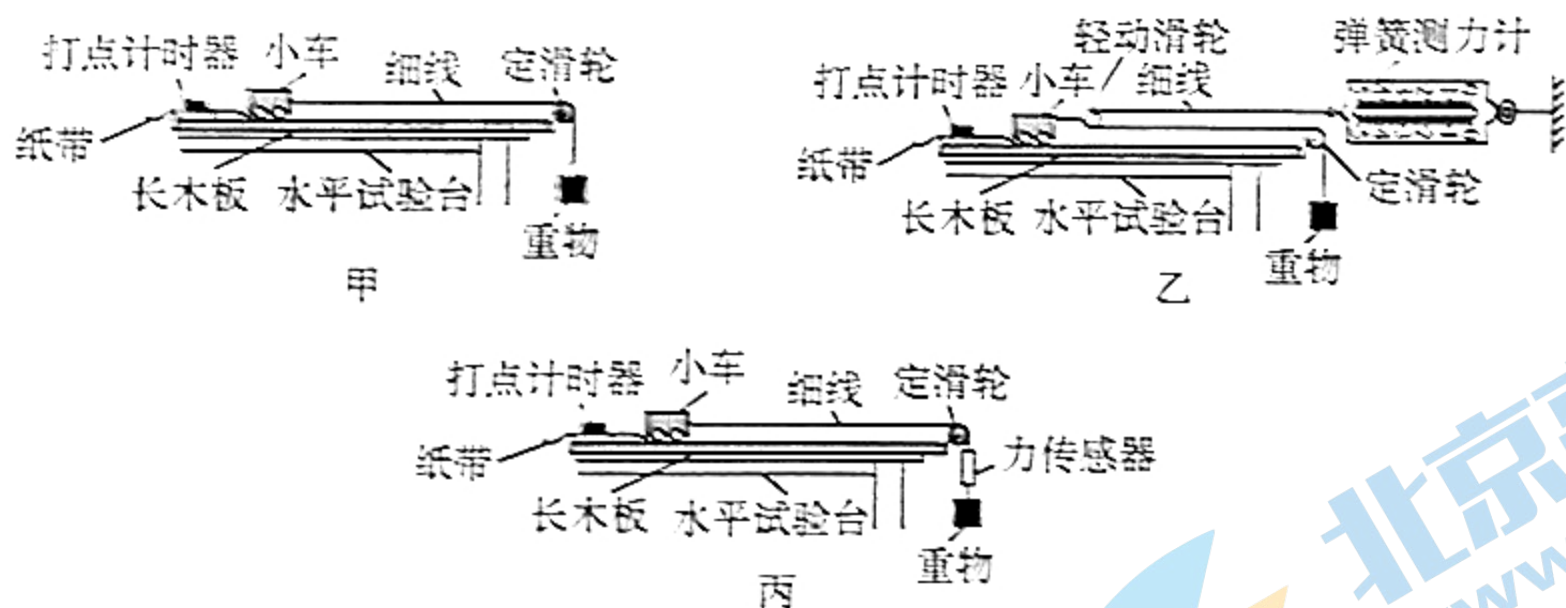 打点计时器 小车 细线 定滑轮
纸带
长木板 水平试验台
重物
甲
轻动滑轮 弹簧测力计
打点计时器 小车 细线
纸带
定滑轮
长木板 水平试验台
重物
乙
打点计时器 小车 细线 定滑轮
纸带
力传感器
长木板 水平试验台
重物
丙
北京
www